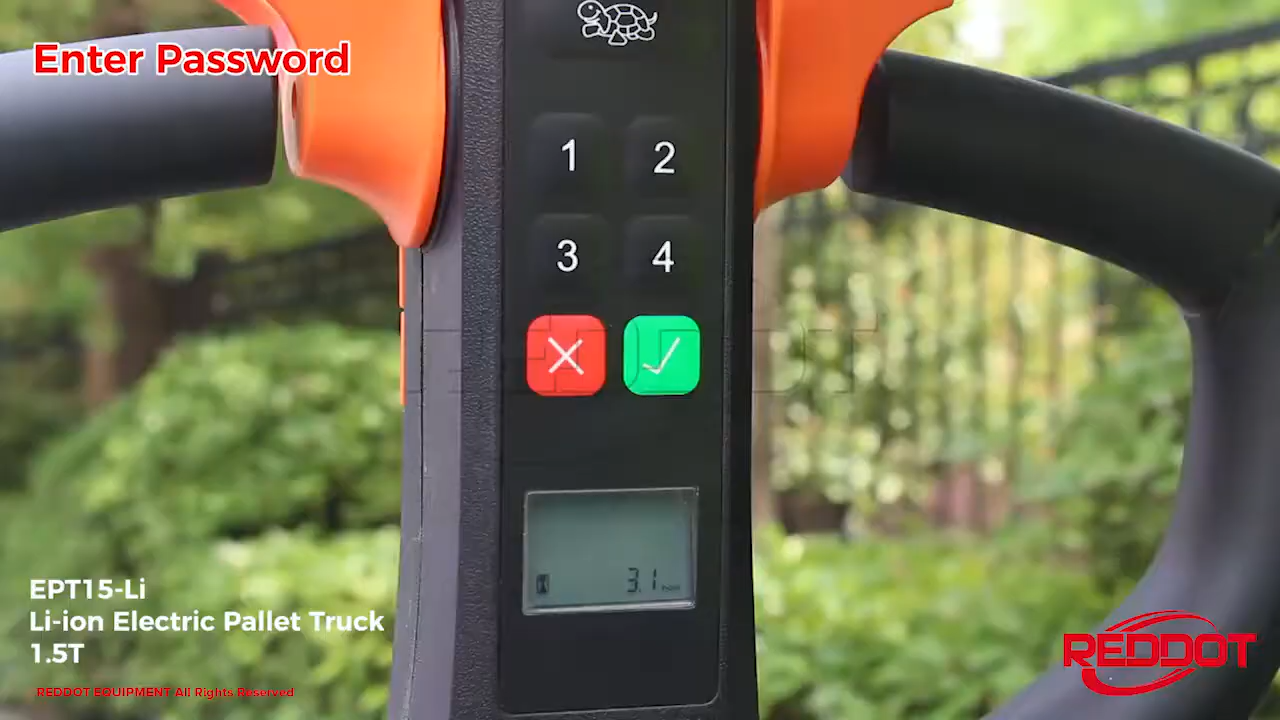 Enter Password
1 2
3 4
REDDOT
3.1
EPT15-Li
Li-ion Electric Pallet Truck
1.5T
REDDOT EQUIPMENT All Rights Reserved
REDDOT